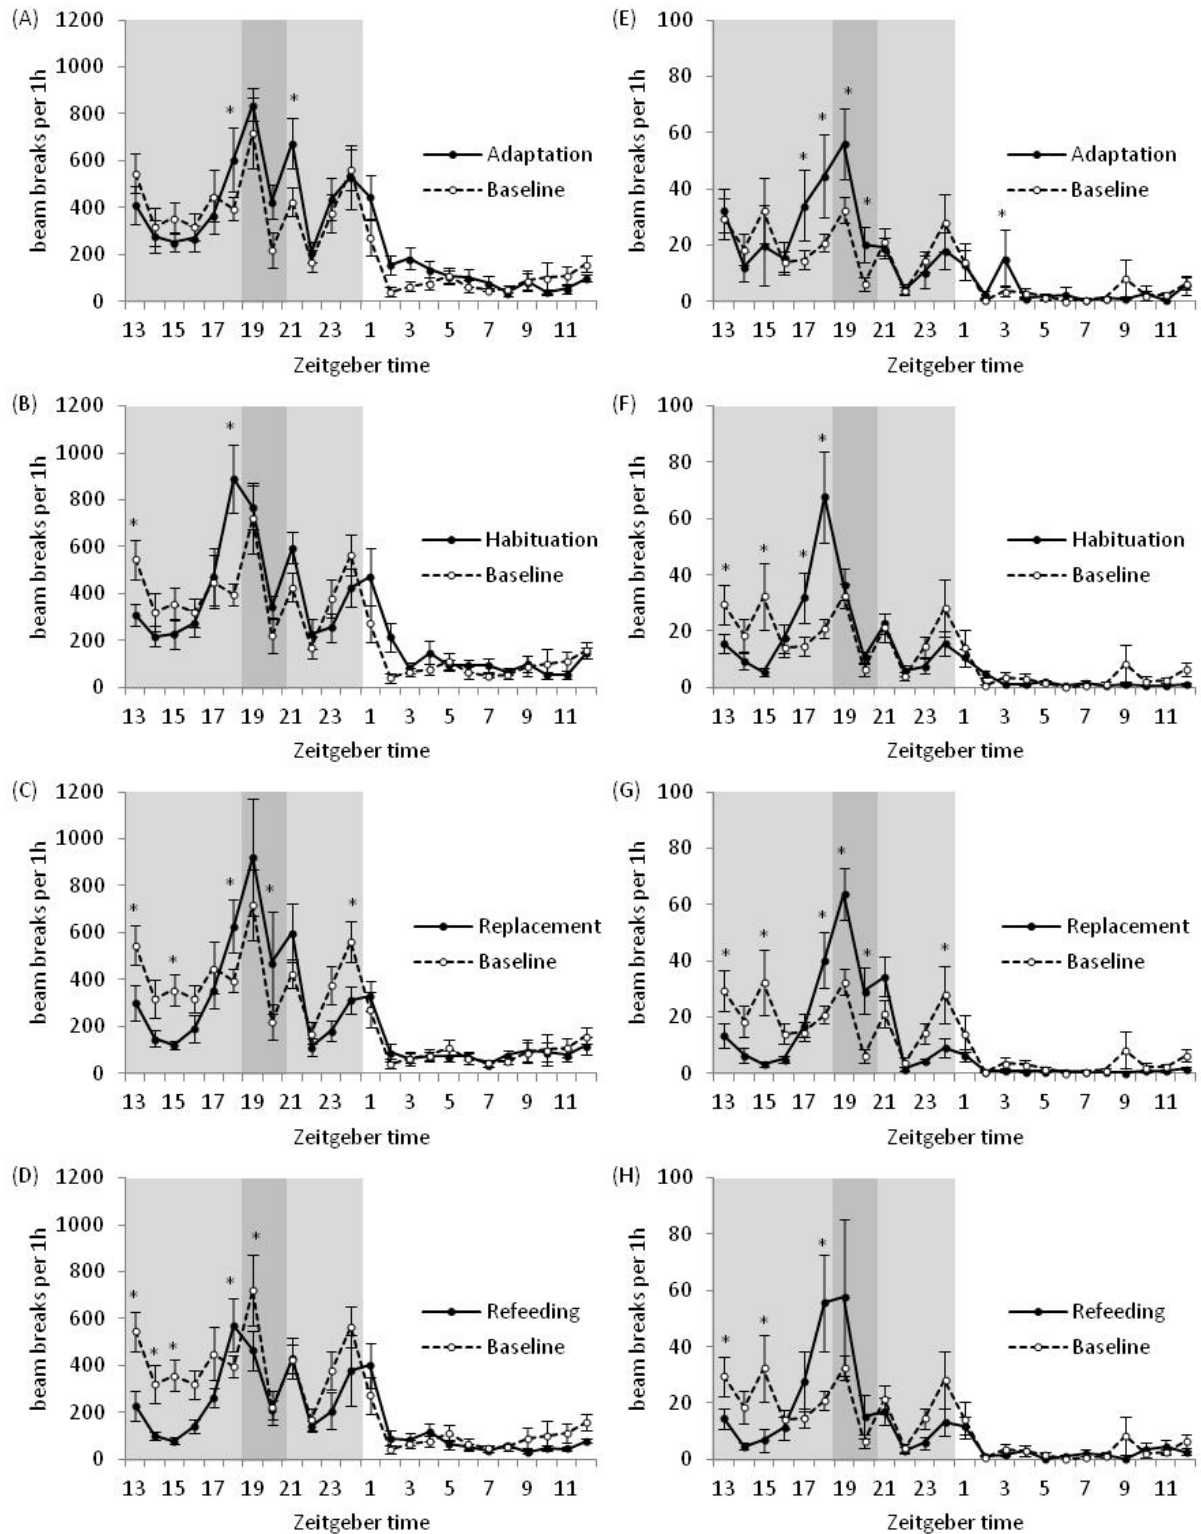 (A) 1200 (E) 100
1000 80
800 60
600 40
400 20
200 0
0
beam breaks per 1h
beam breaks per 1h
* *
* * * * *
Adaptation
Baseline
Adaptation
Baseline
13 15 17 19 21 23 1 3 5 7 9 11
13 15 17 19 21 23 1 3 5 7 9 11
Zeitgeber time
Zeitgeber time
(B) 1200 (F) 100
1000 80
800 60
600 40
400 20
200 0
0
beam breaks per 1h
beam breaks per 1h
* *
* * * *
Habituation
Baseline
Habituation
Baseline
13 15 17 19 21 23 1 3 5 7 9 11
13 15 17 19 21 23 1 3 5 7 9 11
Zeitgeber time
Zeitgeber time
(C) 1200 (G) 100
1000 80
800 60
600 40
400 20
200 0
0
beam breaks per 1h
beam breaks per 1h
* * * * *
* * * * * *
Replacement
Baseline
Replacement
Baseline
13 15 17 19 21 23 1 3 5 7 9 11
13 15 17 19 21 23 1 3 5 7 9 11
Zeitgeber time
Zeitgeber time
(D) 1200 (H) 100
1000 80
800 60
600 40
400 20
200 0
0
beam breaks per 1h
beam breaks per 1h
* * * * *
* * *
Refeeding
Baseline
Refeeding
Baseline
13 15 17 19 21 23 1 3 5 7 9 11
13 15 17 19 21 23 1 3 5 7 9 11
Zeitgeber time
Zeitgeber time